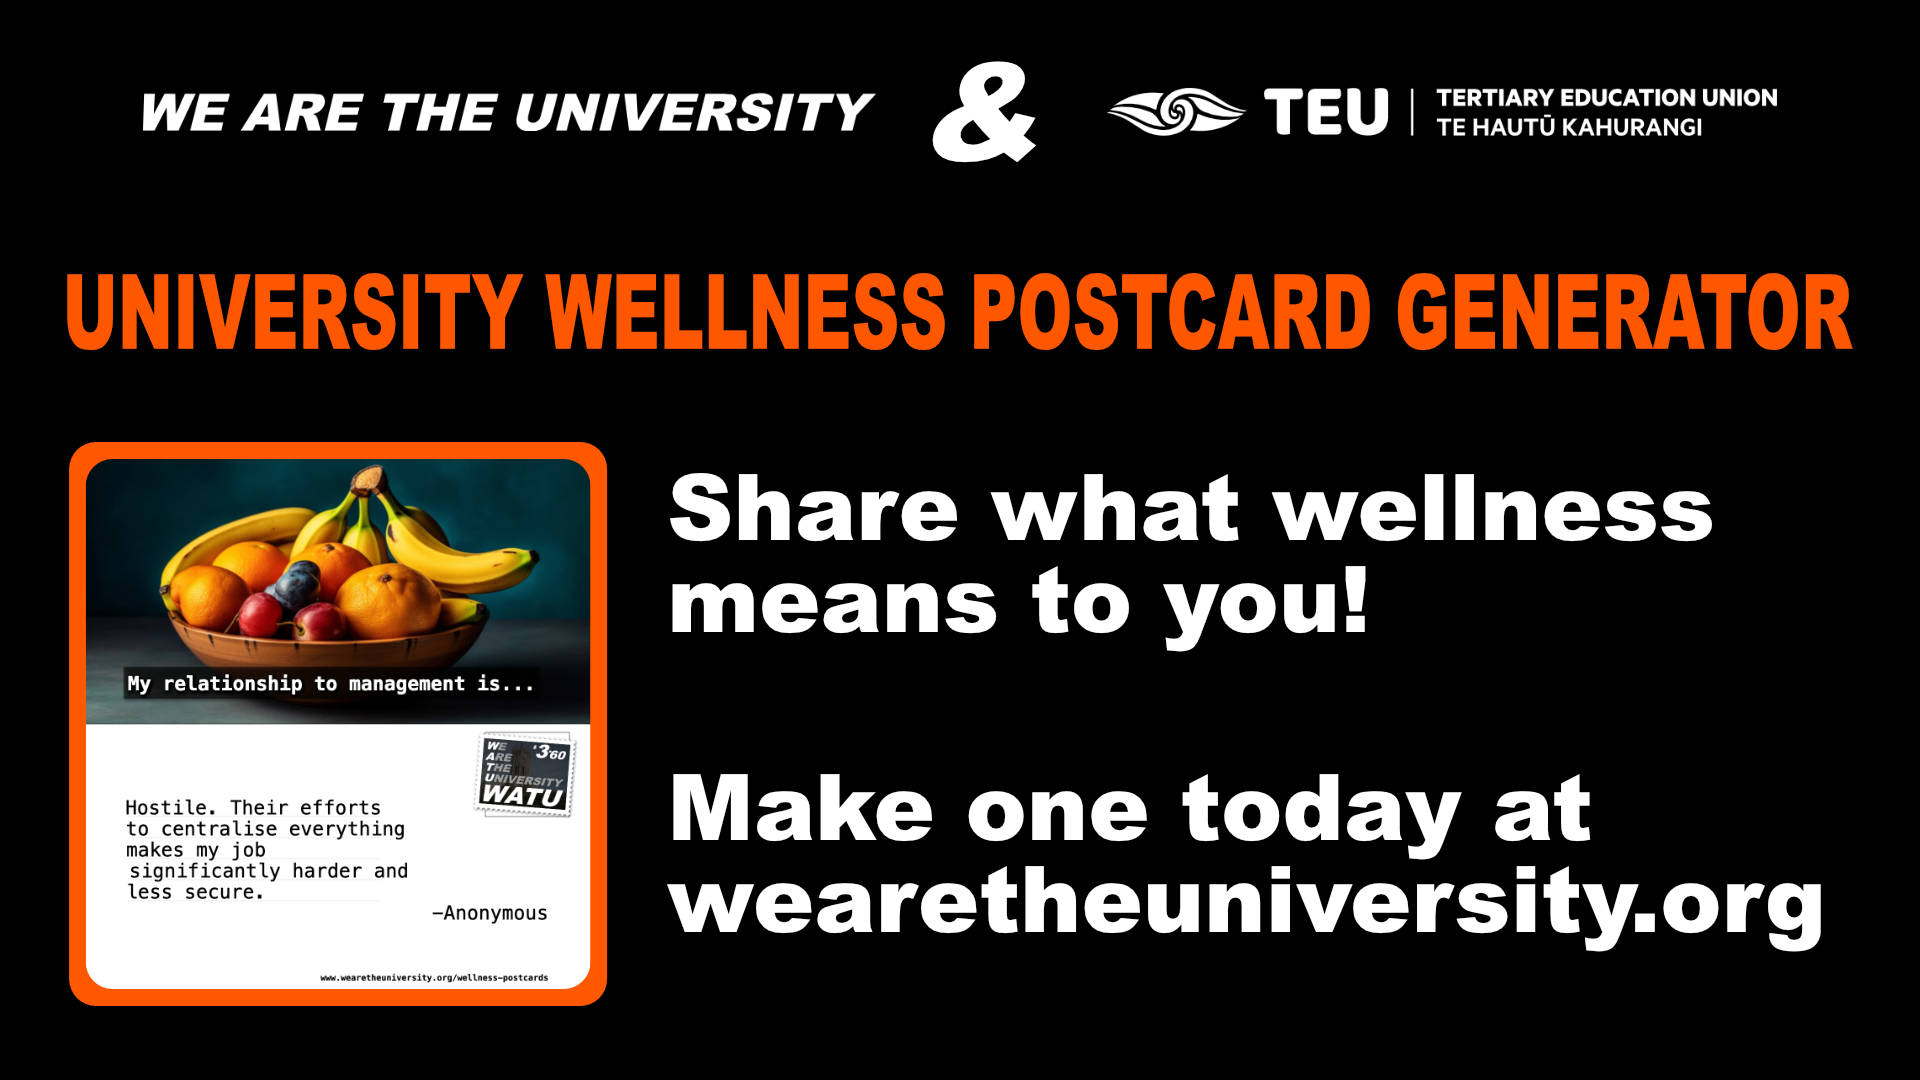 WE ARE THE UNIVERSITY
&
TEU
TERTIARY EDUCATION UNION
TE HAUTŪ KAHURANGI
UNIVERSITY WELLNESS POSTCARD GENERATOR
My relationship to management is...
WE
ARE
THE
UNIVERSITY
WATU
'3'60
Hostile. Their efforts
to centralise everything
makes my job
significantly harder and
less secure.
–Anonymous
www.wearetheuniversity.org/wellness-postcards
Share what wellness
means to you!
Make one today at
wearetheuniversity.org